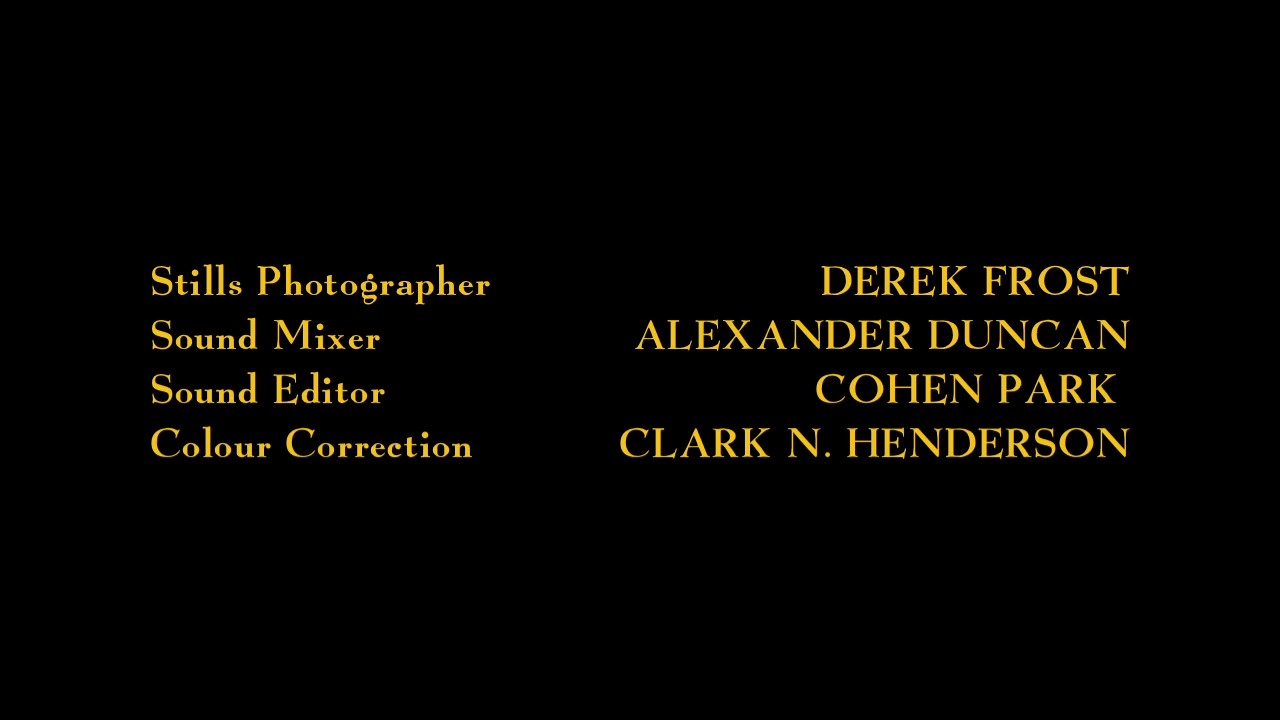 Stills Photographer DEREK FROST
Sound Mixer ALEXANDER DUNCAN
Sound Editor COHEN PARK
Colour Correction CLARK N. HENDERSON